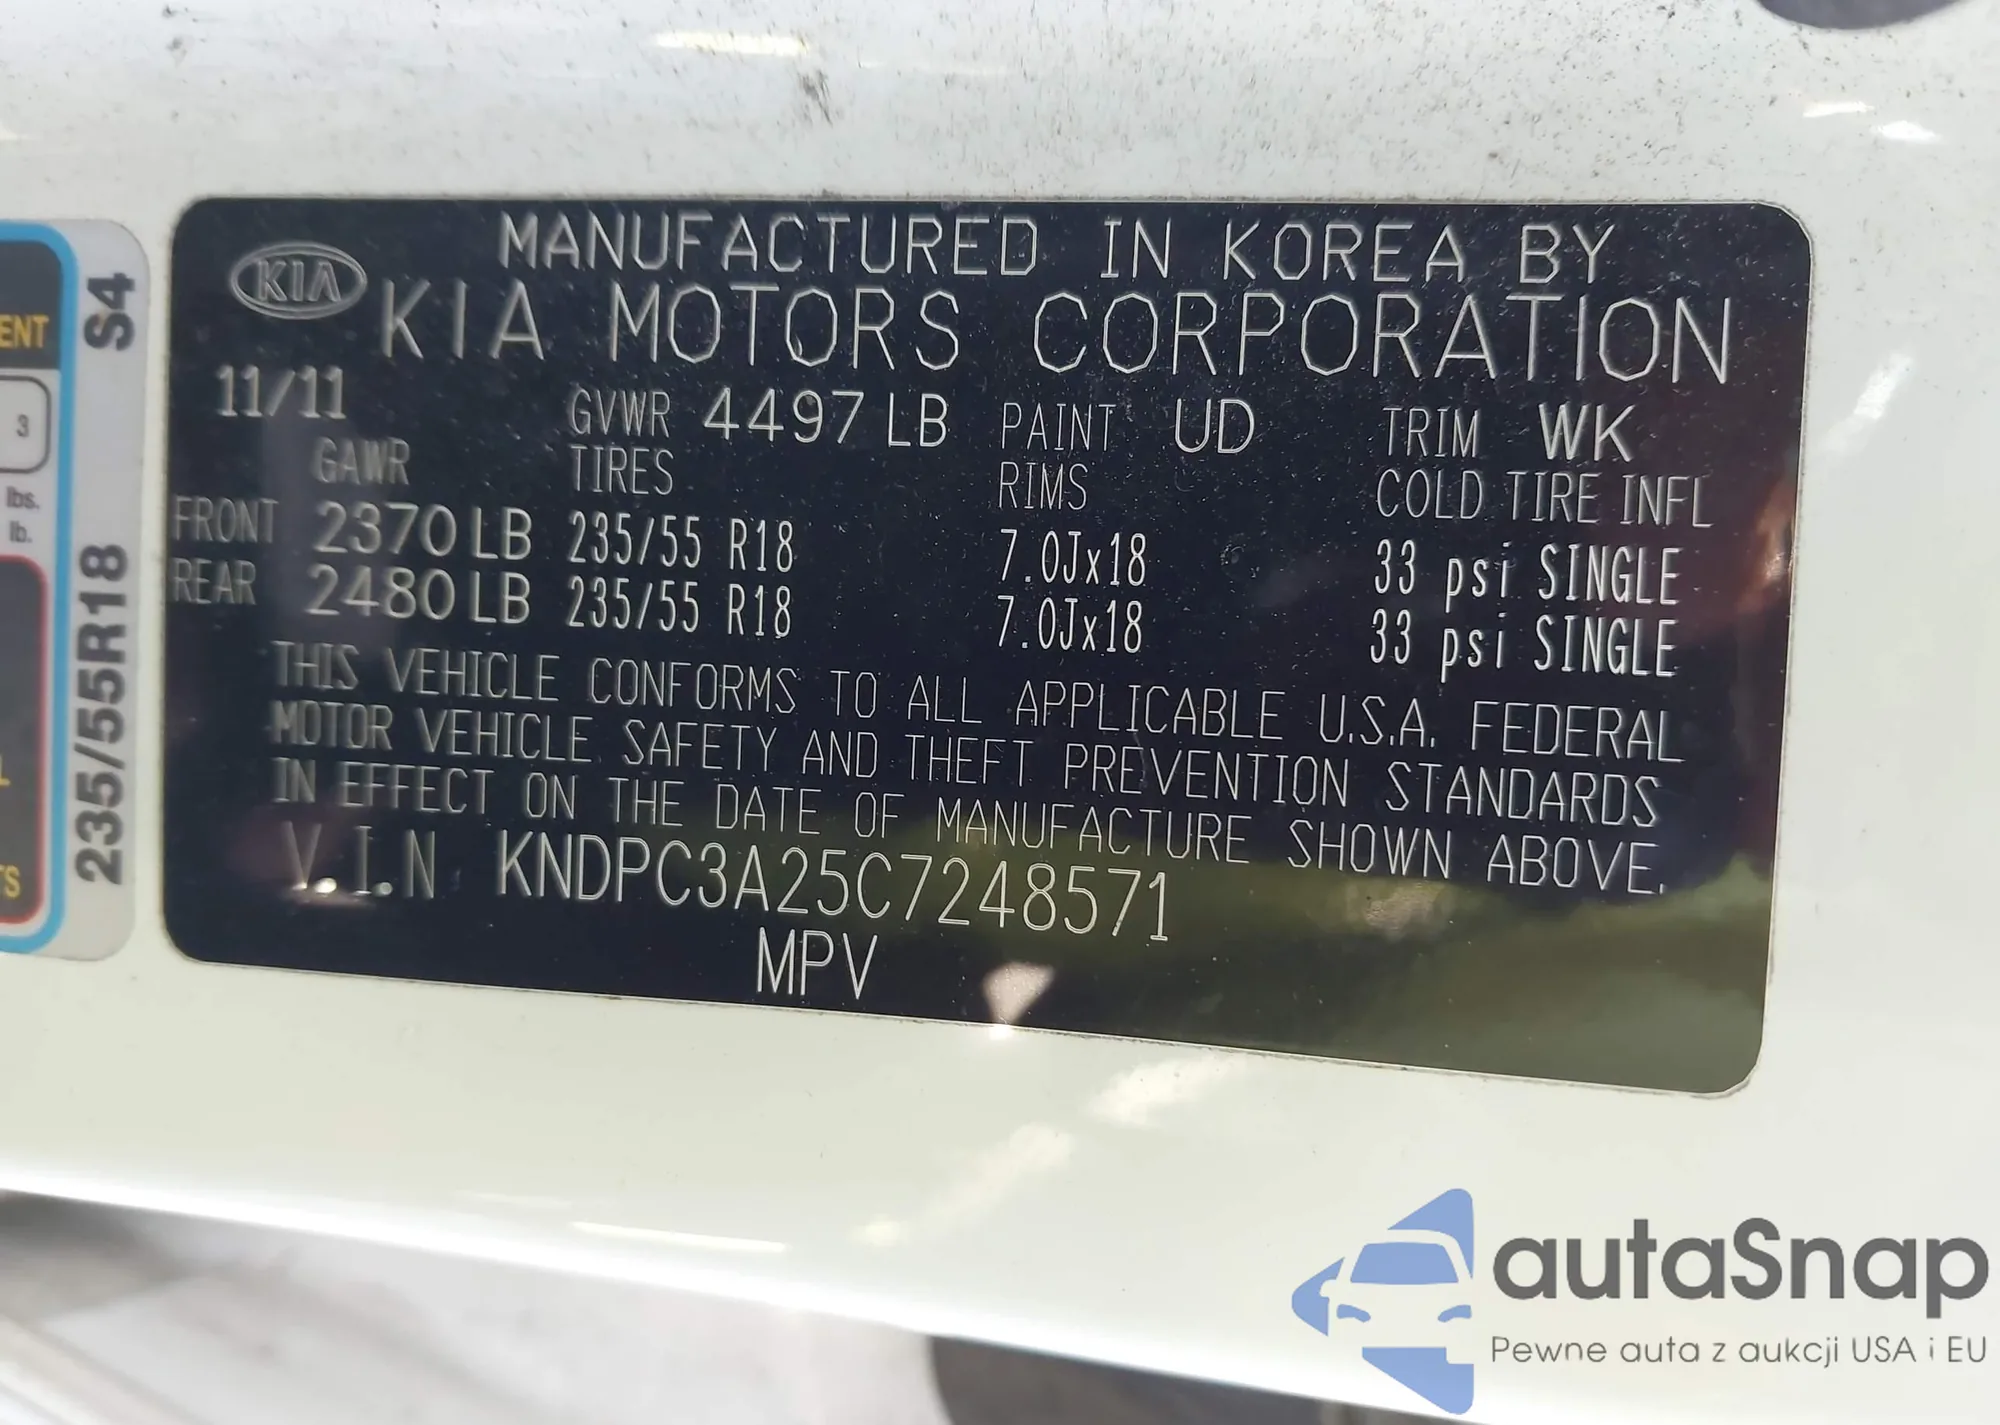 MANUFACTURED IN KOREA BY
KIA
KIA MOTORS CORPORATION
11/11 GVWR 4497 LB PAINT UD TRIM WK
GAWR TIRES RIMS COLD TIRE INFL
FRONT 2370 LB 235/55 R18 7.0Jx18 33 psi SINGLE
REAR 2480 LB 235/55 R18 7.0Jx18 33 psi SINGLE
THIS VEHICLE CONFORMS TO ALL APPLICABLE U.S.A. FEDERAL
MOTOR VEHICLE SAFETY AND THEFT PREVENTION STANDARDS
IN EFFECT ON THE DATE OF MANUFACTURE SHOWN ABOVE.
V.I.N KNDPC3A25C7248571
MPV
235/55R18 S4
3
lbs.
lb.
autaSnap
Pewne auta z aukcji USA i EU